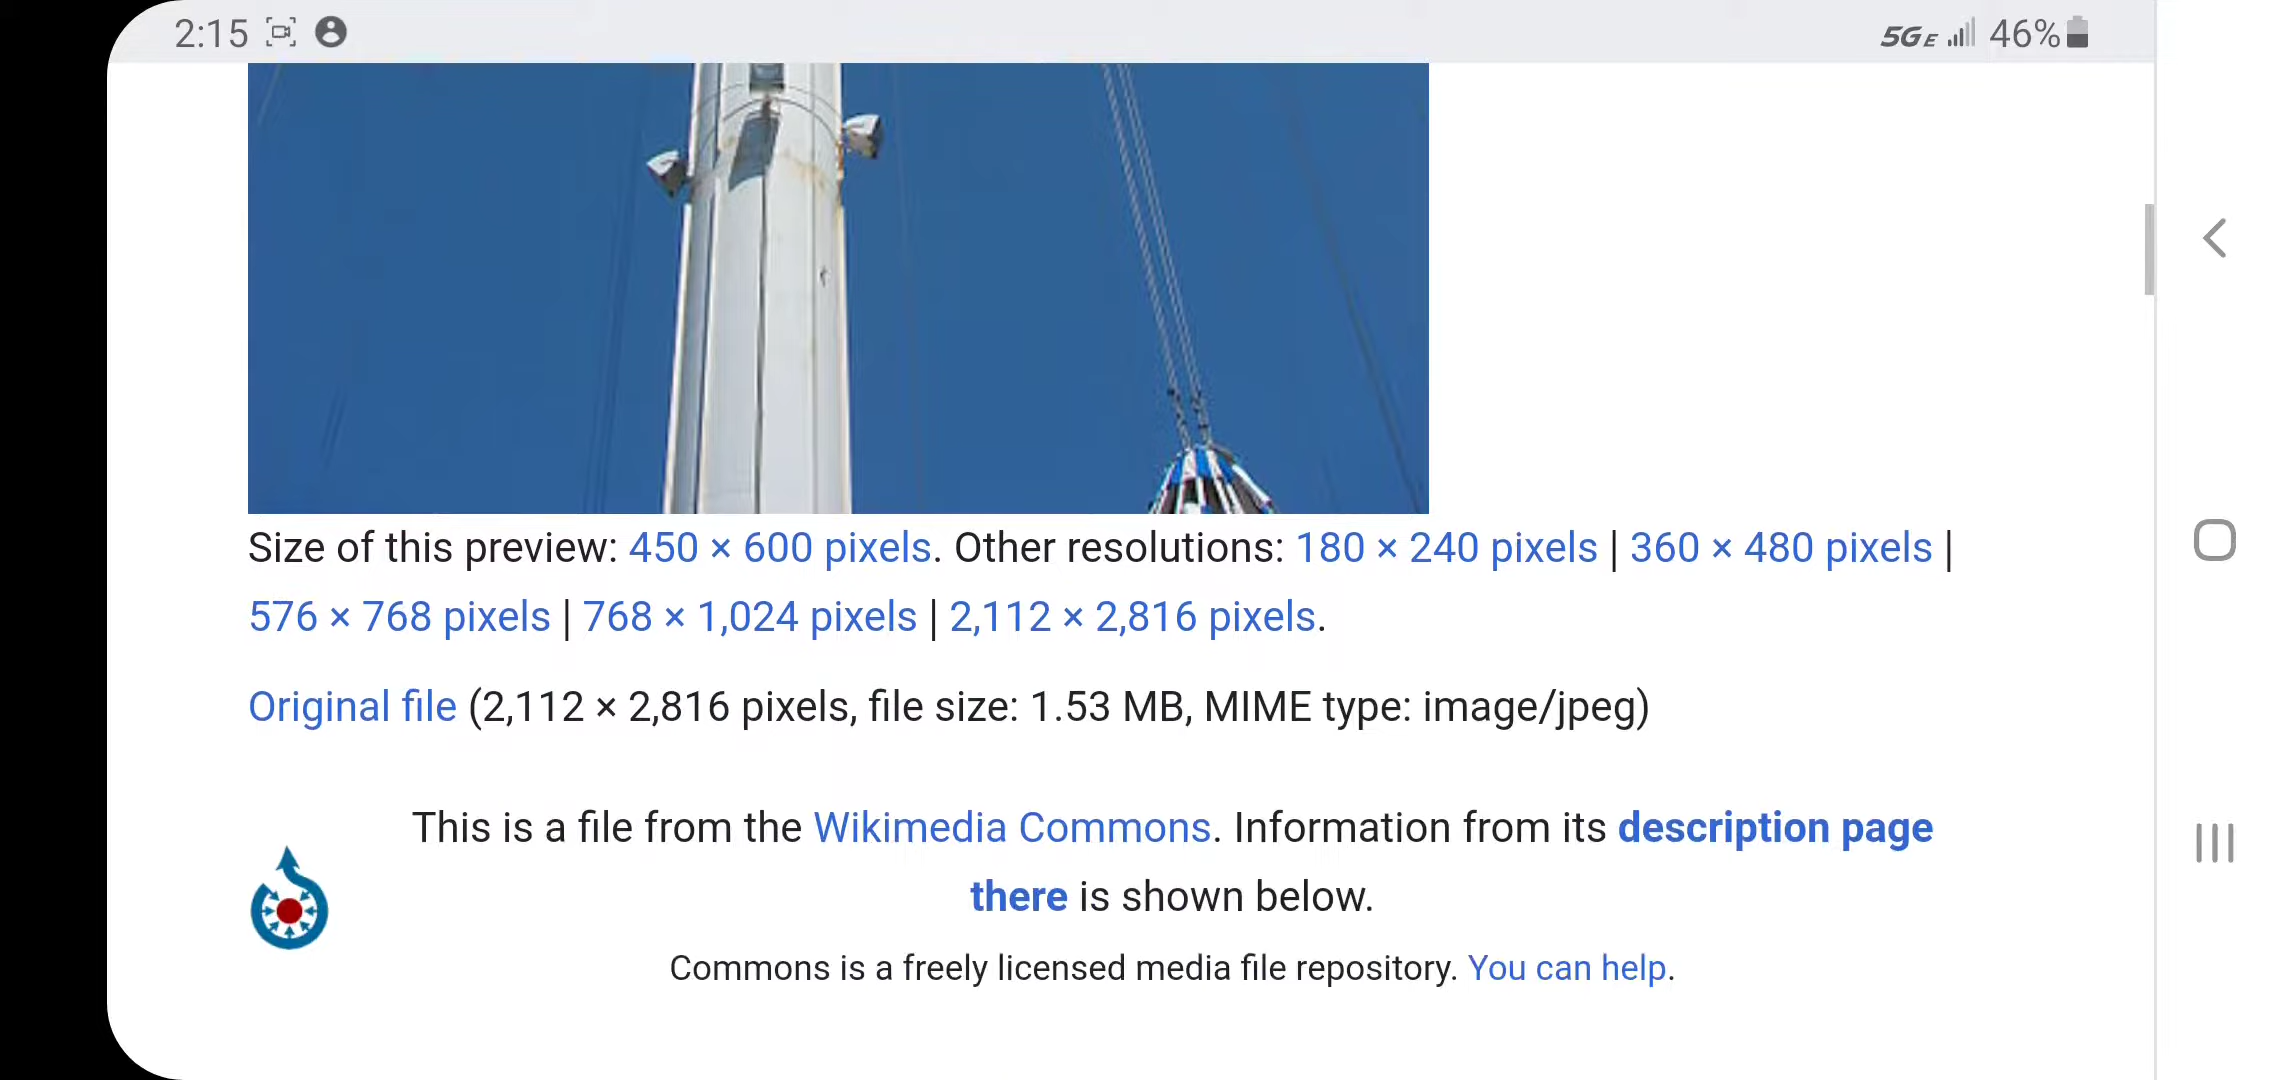 2:15 5GE 46%
Size of this preview: 450 × 600 pixels. Other resolutions: 180 × 240 pixels | 360 × 480 pixels |
576 × 768 pixels | 768 × 1,024 pixels | 2,112 × 2,816 pixels.
Original file (2,112 × 2,816 pixels, file size: 1.53 MB, MIME type: image/jpeg)
This is a file from the Wikimedia Commons. Information from its description page
there is shown below.
Commons is a freely licensed media file repository. You can help.